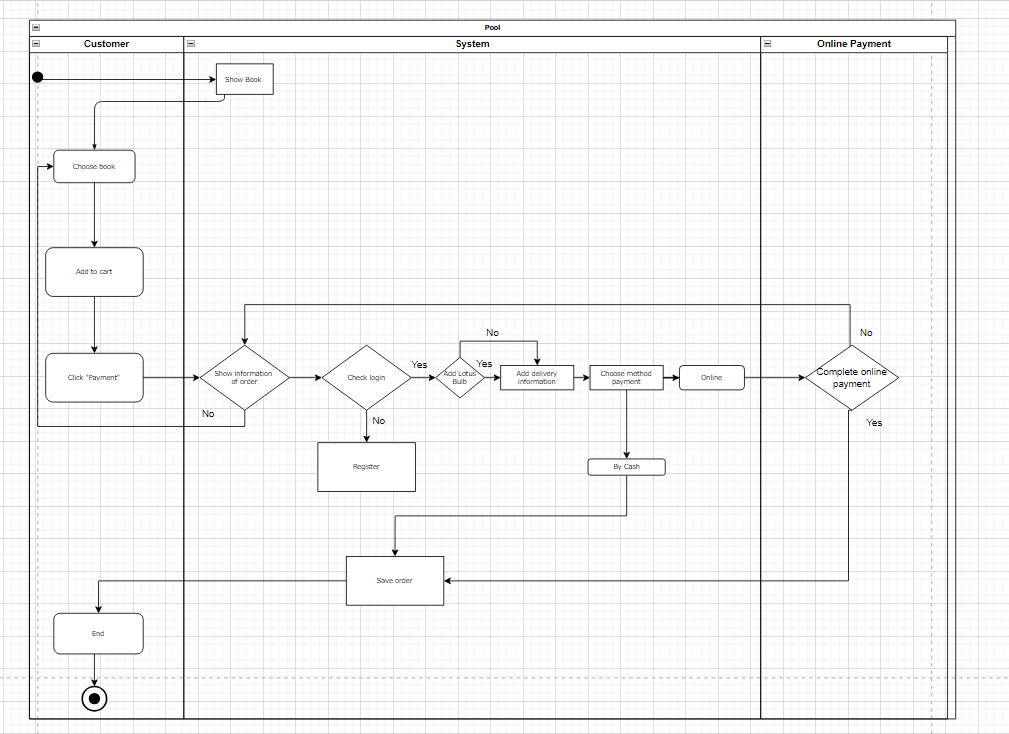 Pool
Customer
System
Online Payment
Show Book
Choose book
Add to cart
No
No
Yes
Yes
Show information
of order
Check login
Add Lotus
Bulb
Add delivery
information
Choose method
payment
Online
Complete online
payment
Click "Payment"
No
No
Yes
Register
By Cash
Save order
End